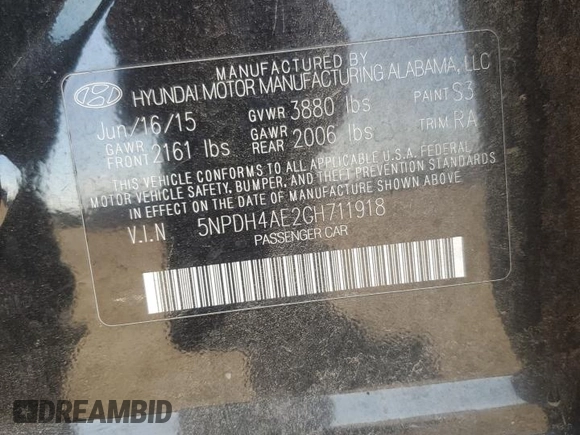 MANUFACTURED BY
HYUNDAI MOTOR MANUFACTURING ALABAMA, LLC
Jun/16/15 GVWR 3880 lbs PAINT S3
GAWR FRONT 2161 lbs GAWR REAR 2006 lbs TRIM RA
THIS VEHICLE CONFORMS TO ALL APPLICABLE U.S.A. FEDERAL
MOTOR VEHICLE SAFETY, BUMPER, AND THEFT PREVENTION STANDARDS
IN EFFECT ON THE DATE OF MANUFACTURE SHOWN ABOVE.
V.I.N 5NPDH4AE2GH711918
PASSENGER CAR
DREAMBID